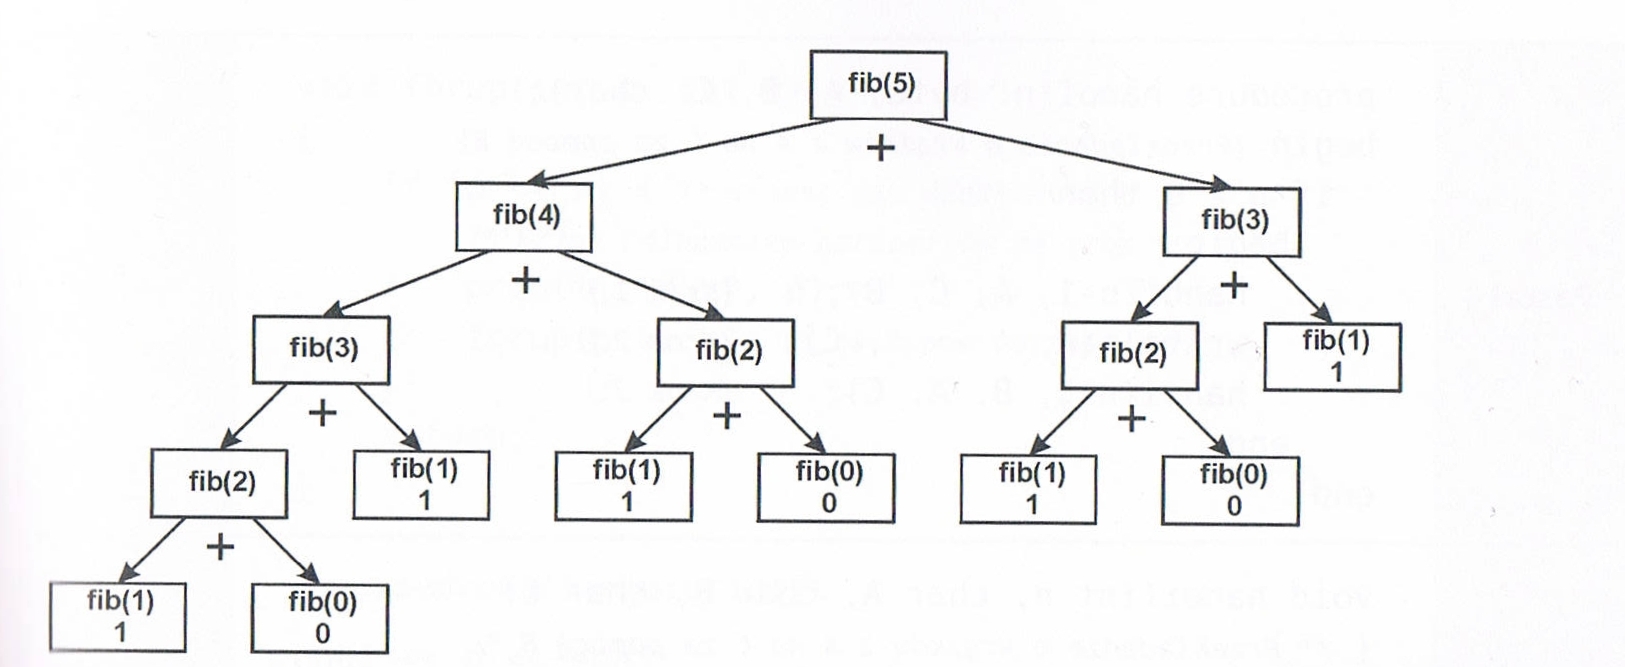 fib(5)
+
fib(4)
fib(3)
+
+
fib(3)
fib(2)
fib(2)
fib(1)
1
+
+
+
fib(2)
fib(1)
1
fib(1)
1
fib(0)
0
fib(1)
1
fib(0)
0
+
fib(1)
1
fib(0)
0